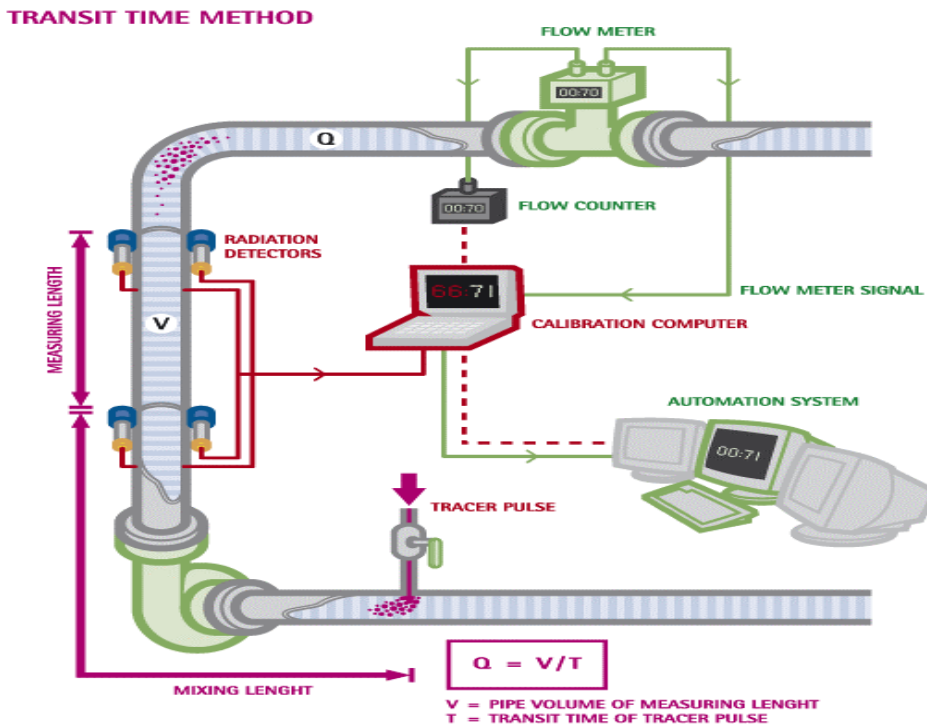 TRANSIT TIME METHOD
FLOW METER
00:70
Q
00:70
FLOW COUNTER
RADIATION
DETECTORS
66:71
FLOW METER SIGNAL
CALIBRATION COMPUTER
V
MEASURING LENGTH
AUTOMATION SYSTEM
00:71
TRACER PULSE
Q = V/T
MIXING LENGHT
V = PIPE VOLUME OF MEASURING LENGHT
T = TRANSIT TIME OF TRACER PULSE